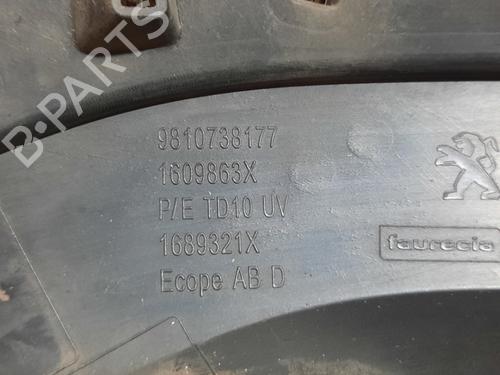 B-PARTS
9810738177
1609863X
P/E TD10 UV
1689321X
Ecope AB D
faurecia